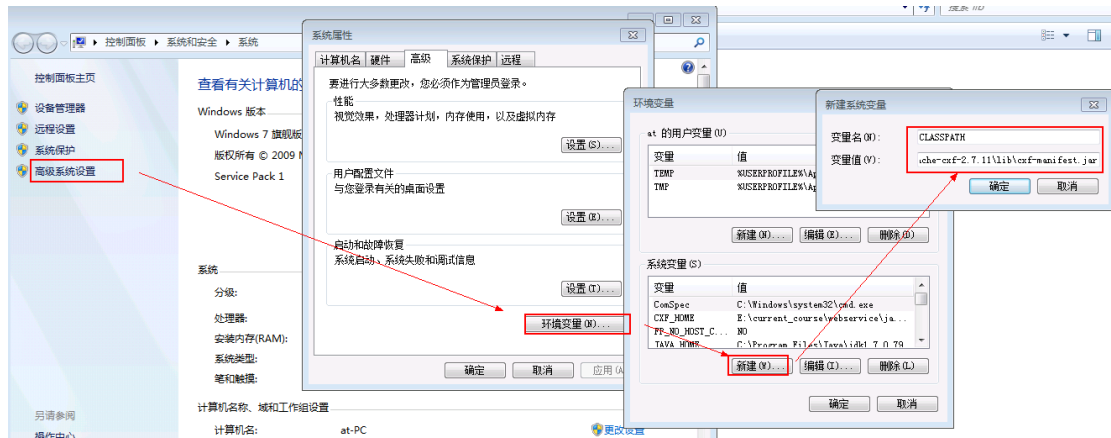 搜索 lib
控制面板 ▸ 系统和安全 ▸ 系统
控制面板主页
设备管理器
远程设置
系统保护
高级系统设置
另请参阅
操作中心
查看有关计算机的
Windows 版本
Windows 7 旗舰版
版权所有 © 2009
Service Pack 1
系统
分级:
处理器:
安装内存(RAM):
系统类型:
笔和触摸:
计算机名称、域和工作组设置
计算机名:
at-PC
更改设置
系统属性
计算机名 硬件 高级 系统保护 远程
要进行大多数更改，您必须作为管理员登录。
性能
视觉效果，处理器计划，内存使用，以及虚拟内存
设置(S)...
用户配置文件
与您登录有关的桌面设置
设置(E)...
启动和故障恢复
系统启动、系统失败和调试信息
设置(T)...
环境变量(N)...
确定 取消 应用(A
环境变量
at 的用户变量(U)
变量 值
TEMP %USERPROFILE%\Ap
TMP %USERPROFILE%\Ap
新建(N)... 编辑(E)... 删除(D)
系统变量(S)
变量 值
ComSpec C:\Windows\system32\cmd.exe
CXF_HOME E:\current_course\webservice\ja...
FP_NO_HOST_C... NO
JAVA_HOME C:\Program Files\Java\jdk1.7.0_79
新建(W)... 编辑(I)... 删除(L)
确定 取消
新建系统变量
变量名(N): CLASSPATH
变量值(V): che-cxf-2.7.11\lib\cxf-manifest.jar
确定 取消